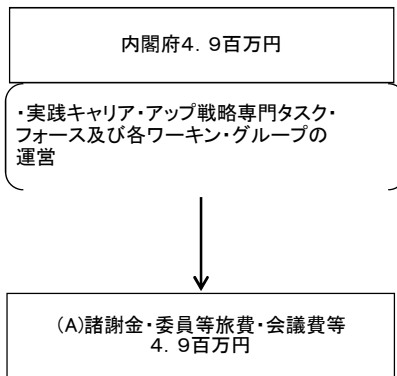 内閣府4．9百万円
・実践キャリア・アップ戦略専門タスク・
フォース及び各ワーキン・グループの
運営
(A)諸謝金・委員等旅費・会議費等
4．9百万円